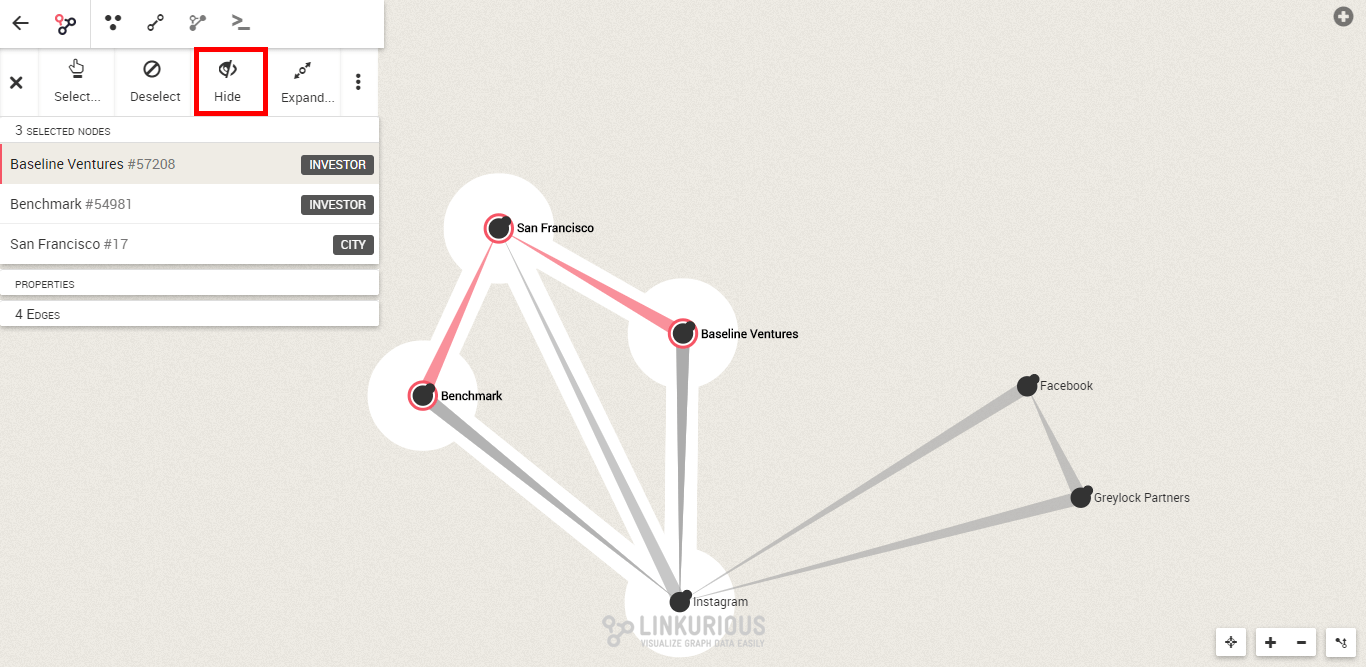 Select...
Deselect
Hide
Expand...
3 SELECTED NODES
Baseline Ventures #57208
INVESTOR
Benchmark #54981
INVESTOR
San Francisco #17
CITY
PROPERTIES
4 EDGES
San Francisco
Baseline Ventures
Benchmark
Facebook
Greylock Partners
Instagram
LINKURIOUS
VISUALIZE GRAPH DATA EASILY